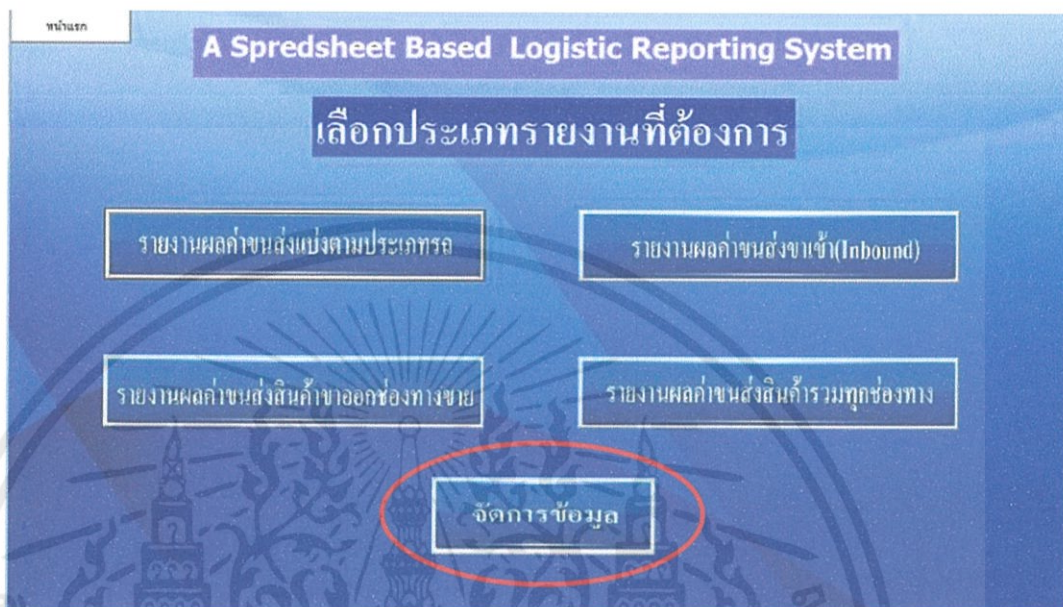 หน้าแรก
A Spredsheet Based Logistic Reporting System
เลือกประเภทรายงานที่ต้องการ
รายงานผลค่าขนส่งแบ่งตามประเภทรถ
รายงานผลค่าขนส่งขาเข้า(Inbound)
รายงานผลค่าขนส่งสินค้าขาออกช่องทางขาย
รายงานผลค่าขนส่งสินค้ารวมทุกช่องทาง
จัดการข้อมูล